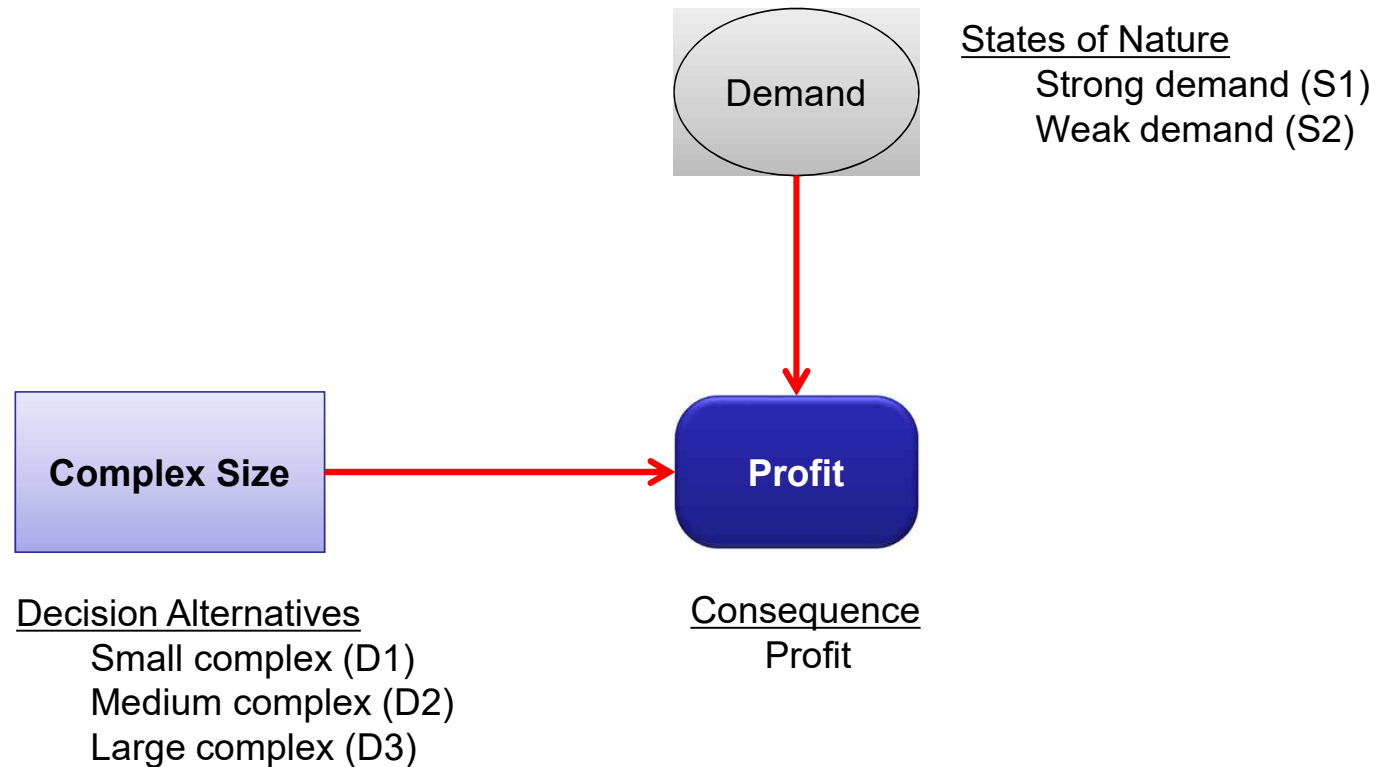 Demand
States of Nature
Strong demand (S1)
Weak demand (S2)
Complex Size
Profit
Decision Alternatives
Small complex (D1)
Medium complex (D2)
Large complex (D3)
Consequence
Profit